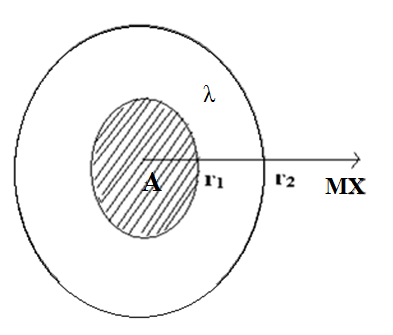 λ
A r₁ r₂ MX